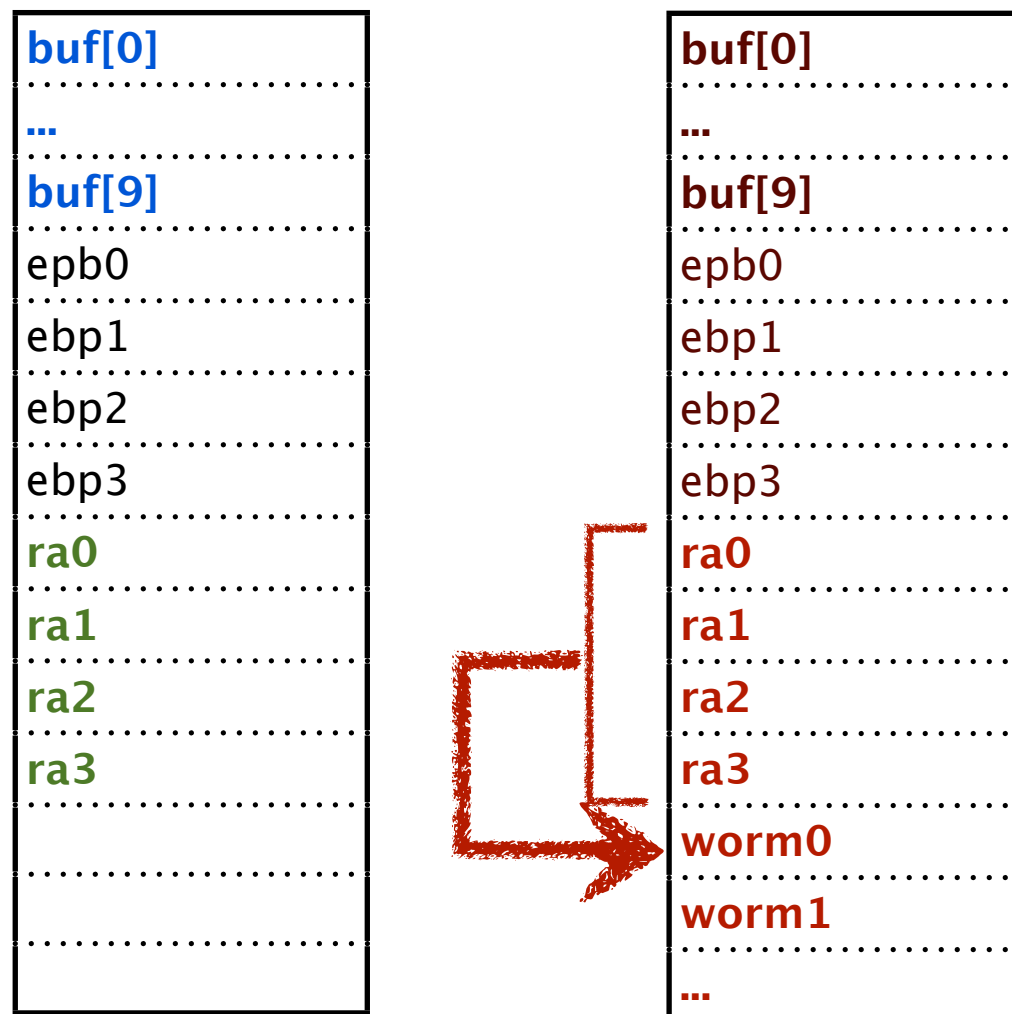 buf[0]
...
buf[9]
epb0
ebp1
ebp2
ebp3
ra0
ra1
ra2
ra3
buf[0]
...
buf[9]
epb0
ebp1
ebp2
ebp3
ra0
ra1
ra2
ra3
worm0
worm1
...